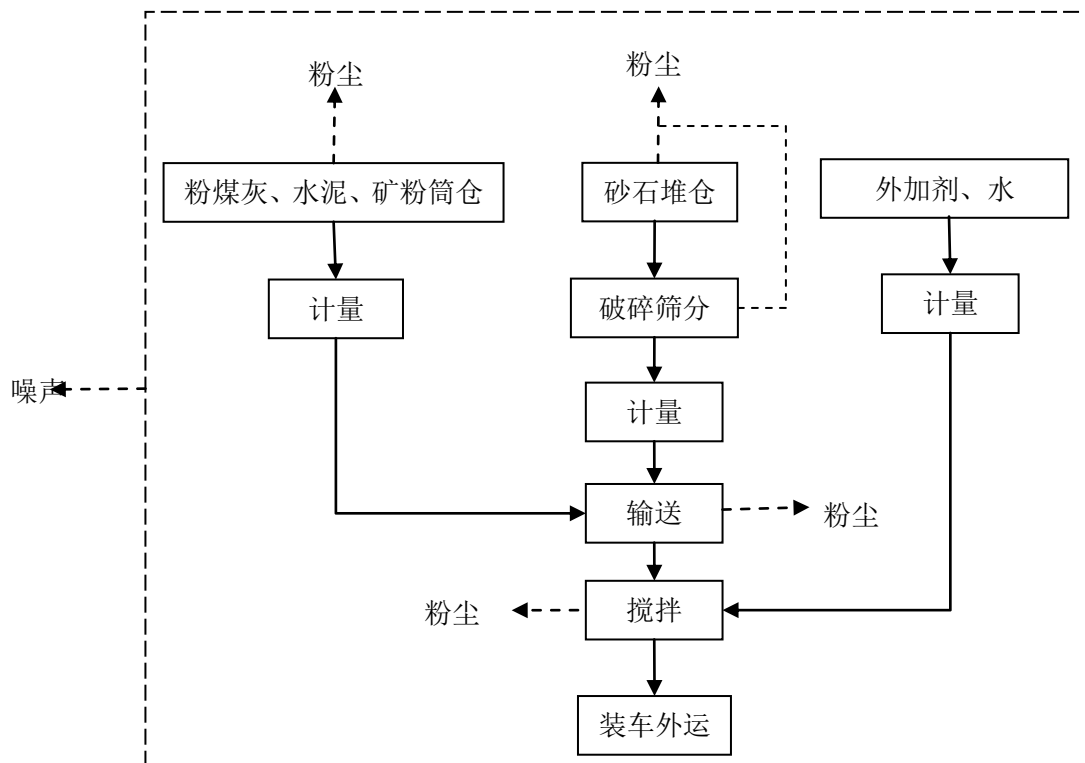 粉尘
粉尘
粉煤灰、水泥、矿粉筒仓
砂石堆仓
外加剂、水
计量
破碎筛分
计量
噪声
计量
输送
粉尘
粉尘
搅拌
装车外运